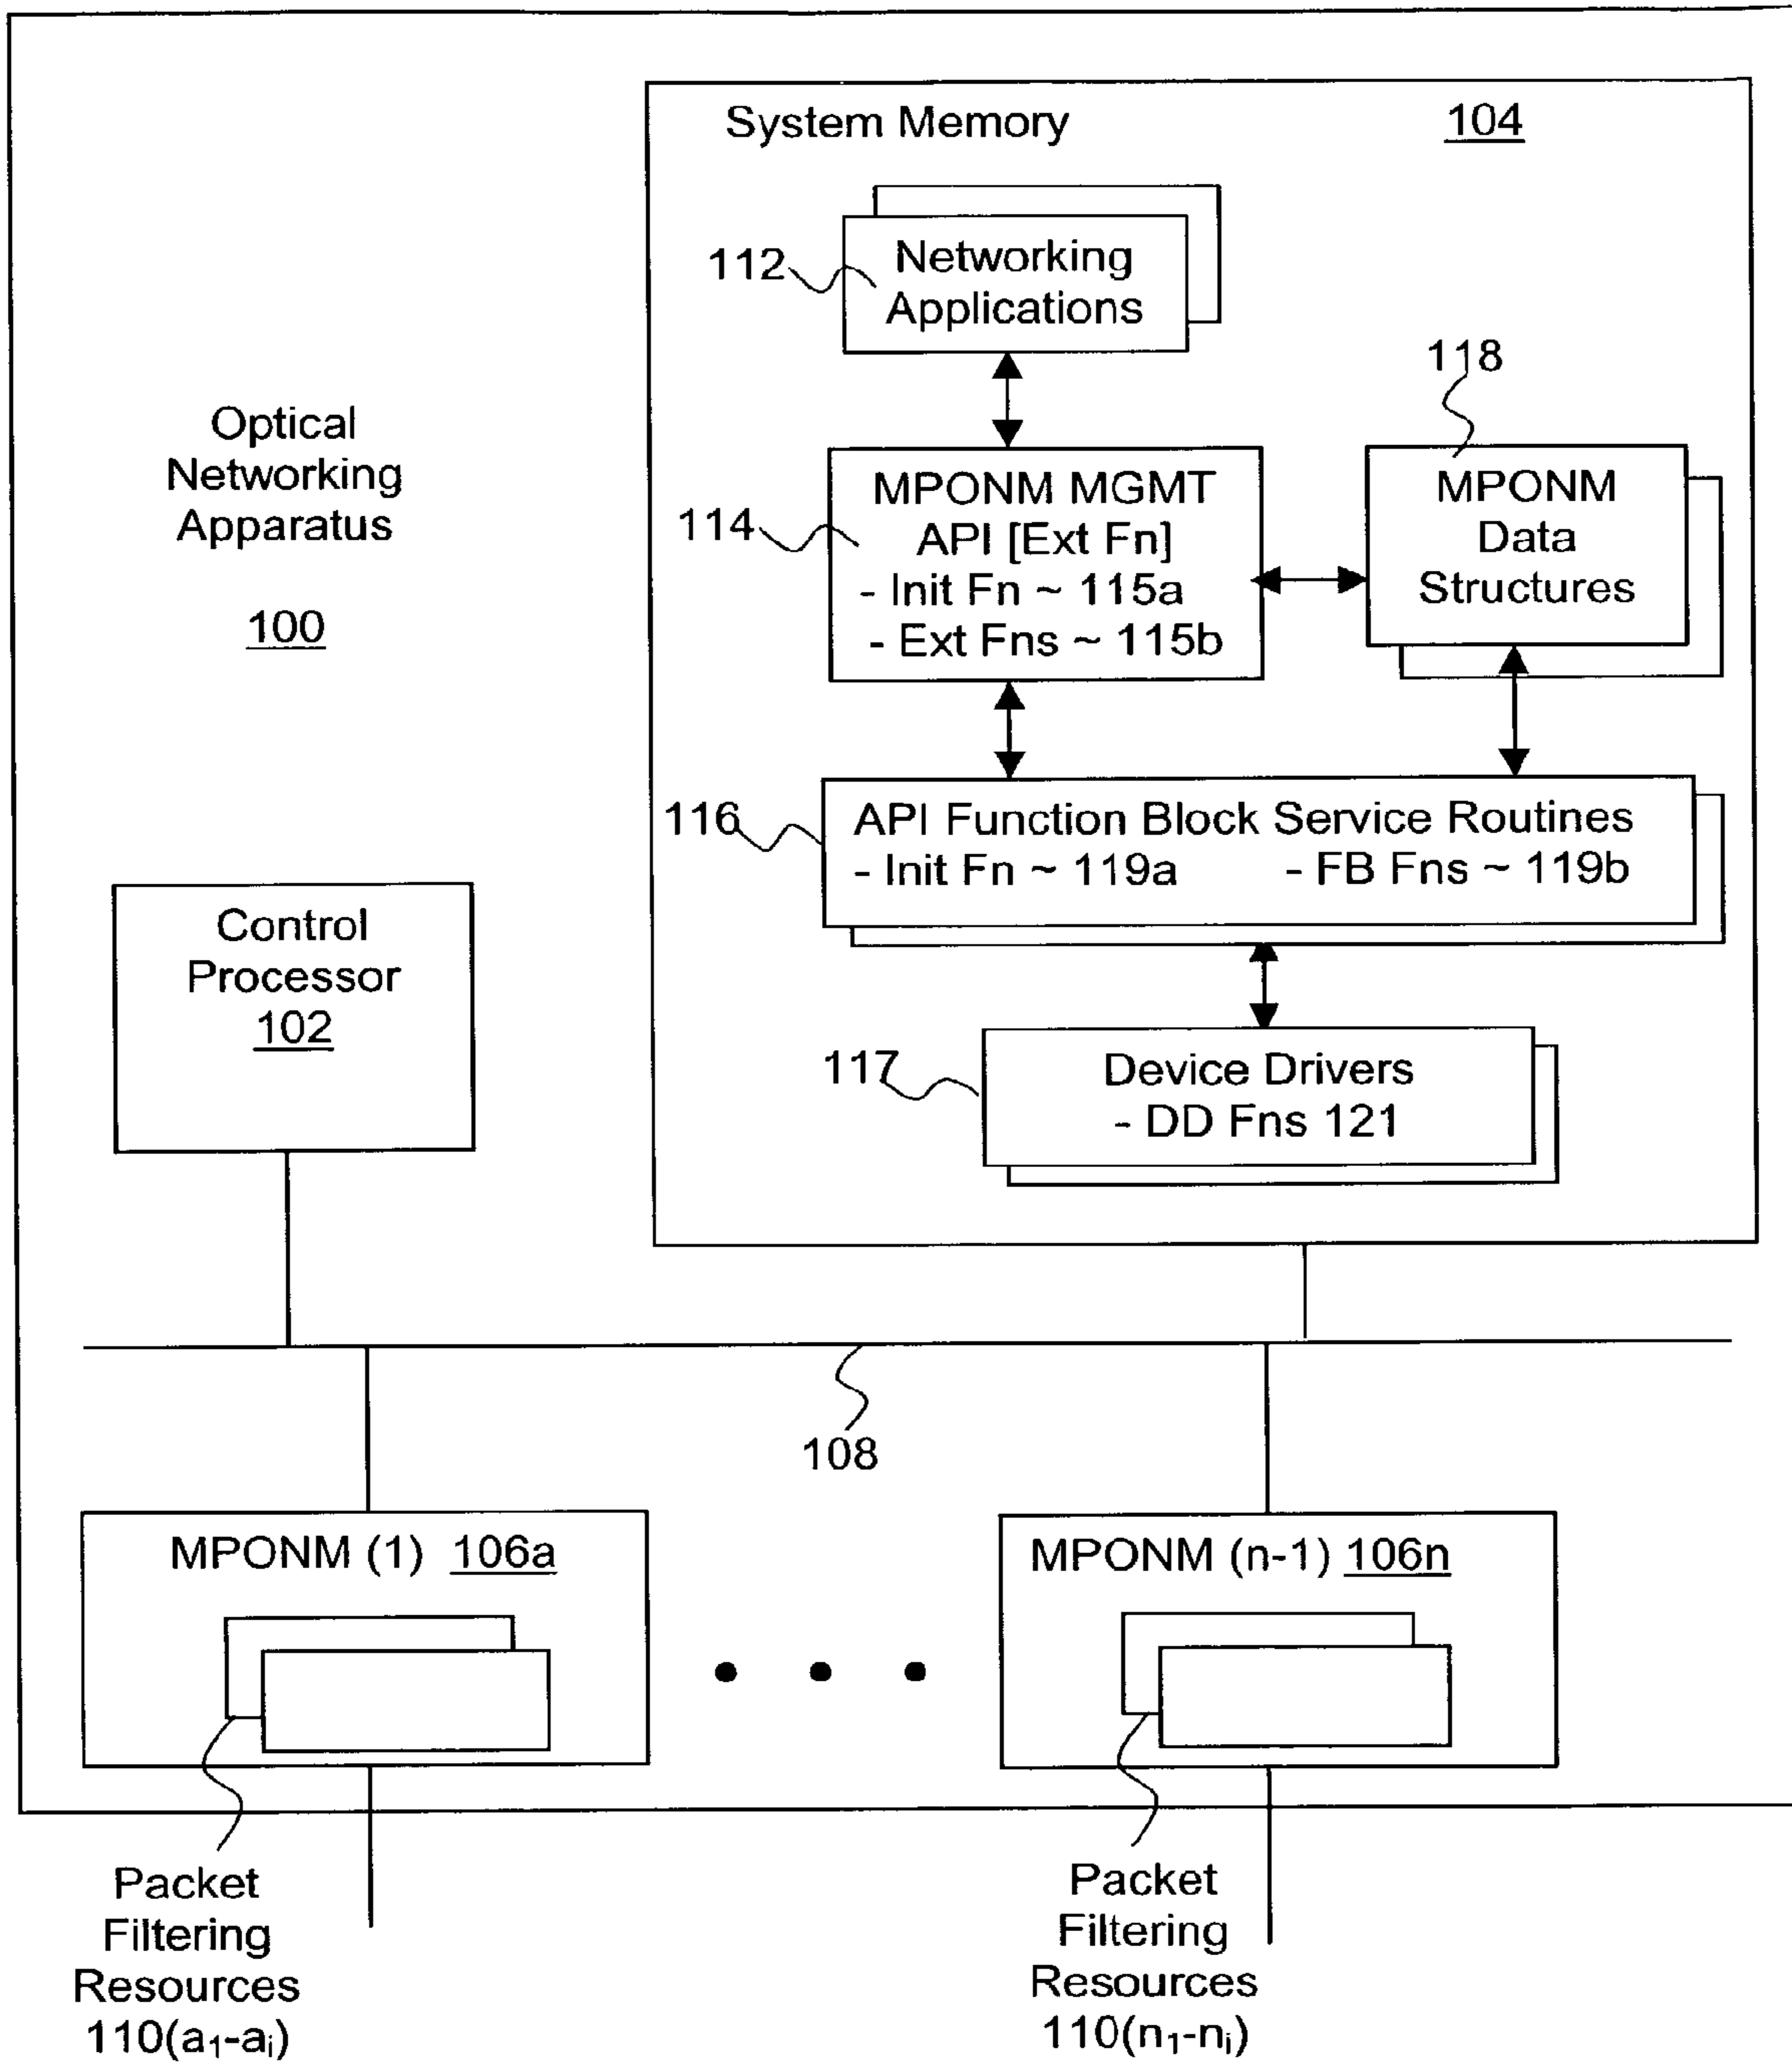 System Memory 104
112
Networking
Applications
118
Optical
Networking
Apparatus
100
114
MPONM MGMT
API [Ext Fn]
- Init Fn ~ 115a
- Ext Fns ~ 115b
MPONM
Data
Structures
116
API Function Block Service Routines
- Init Fn ~ 119a - FB Fns ~ 119b
Control
Processor
102
117
Device Drivers
- DD Fns 121
108
MPONM (1) 106a
MPONM (n-1) 106n
Packet
Filtering
Resources
110(a₁-aᵢ)
Packet
Filtering
Resources
110(n₁-nᵢ)